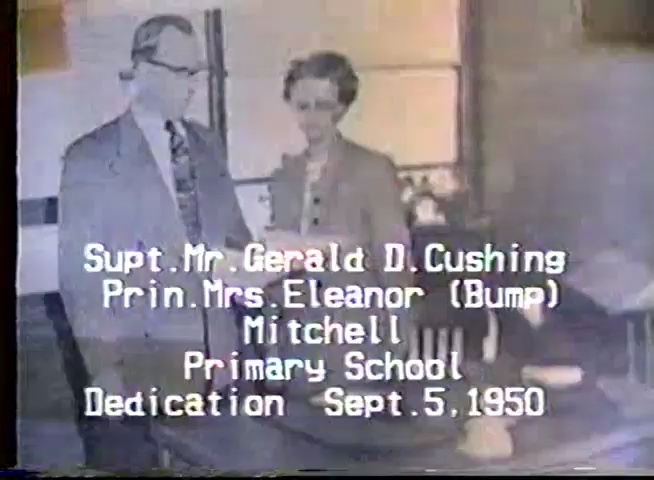 Supt.Mr.Gerald D.Cushing
Prin.Mrs.Eleanor (Bump)
Mitchell
Primary School
Dedication Sept.5,1950